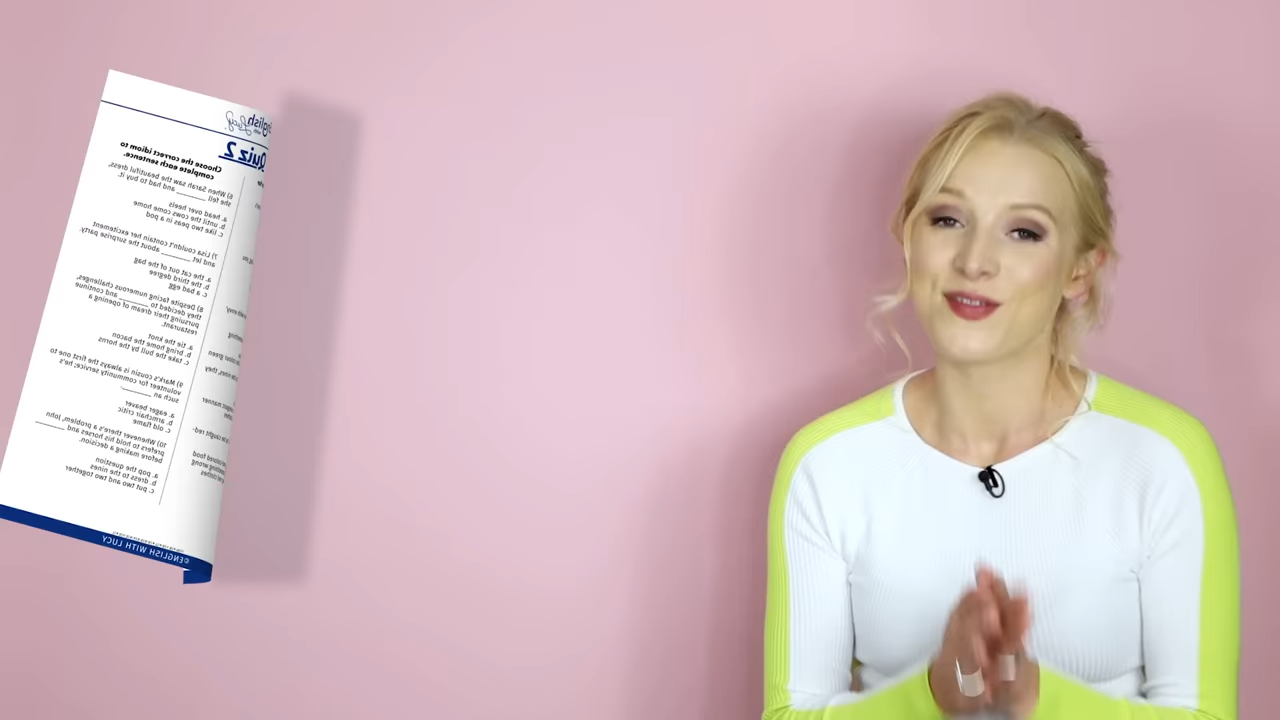 English
with Lucy
Quiz 2
Choose the correct idiom to
complete each sentence.
6) When Sarah saw the beautiful dress,
she fell ______ and had to buy it.
a. head over heels
b. until the cows come home
c. like two peas in a pod
7) Lisa couldn't contain her excitement
and let ______ about the surprise party.
a. the cat out of the bag
b. the third degree
c. a bad egg
8) Despite facing numerous challenges,
they decided to ______ and continue
pursuing their dream of opening a
restaurant.
a. tie the knot
b. bring home the bacon
c. take the bull by the horns
9) Mark's cousin is always the first one to
volunteer for community service; he's
such an ______.
a. eager beaver
b. armchair critic
c. old flame
10) Whenever there's a problem, John
prefers to hold his horses and ______
before making a decision.
a. pop the question
b. dress to the nines
c. put two and two together
©ENGLISH WITH LUCY